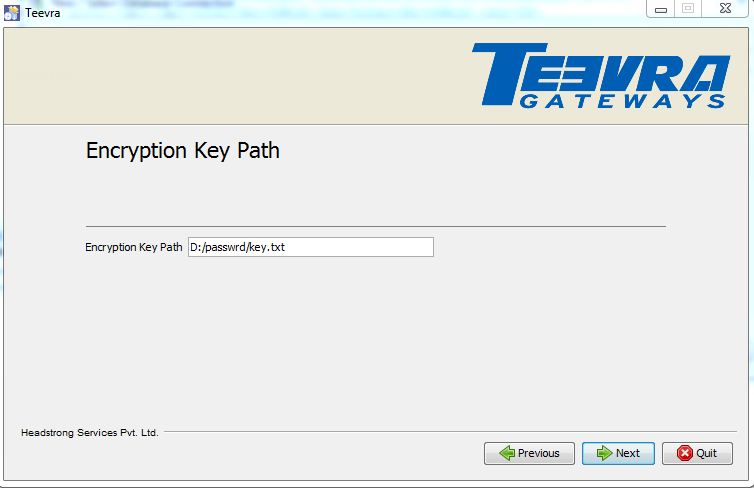 Teevra
TEEVRA
GATEWAYS
Encryption Key Path
Encryption Key Path D:/passwrd/key.txt
Headstrong Services Pvt. Ltd.
Previous Next Quit